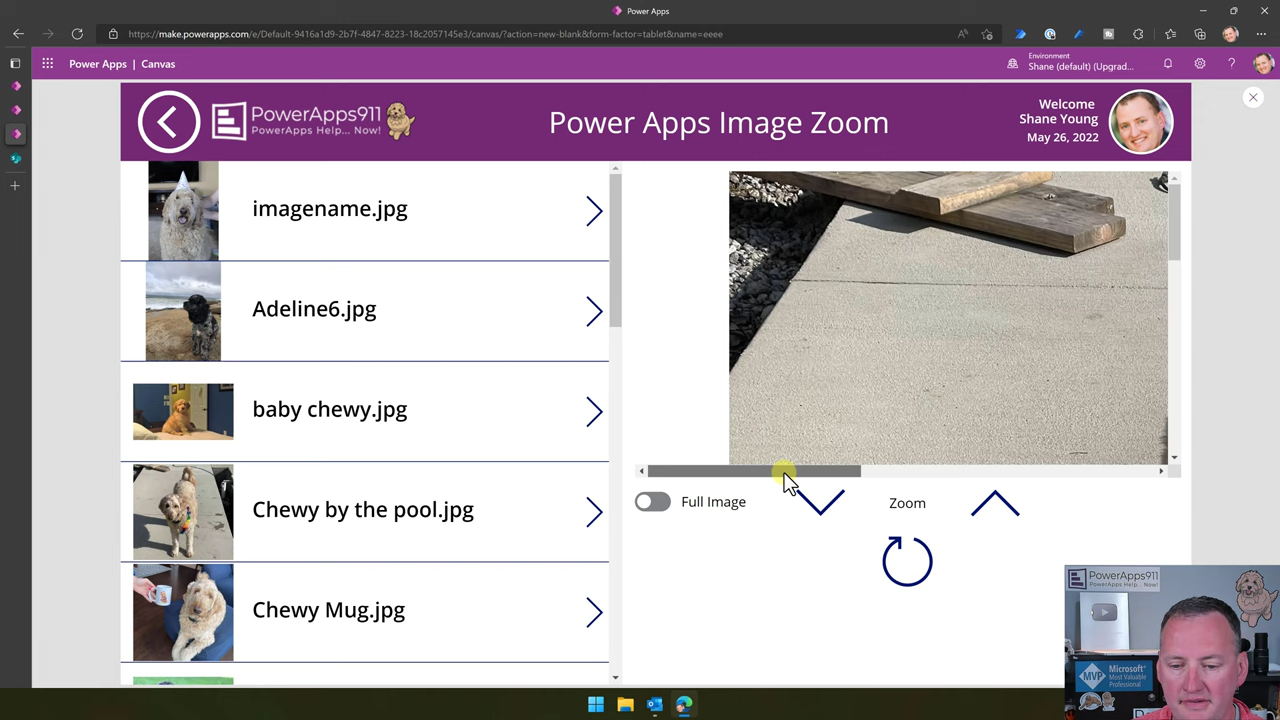 Power Apps
https://make.powerapps.com/e/Default-9416a1d9-2b7f-4847-8223-18c2057145e3/canvas/?action=new-blank&form-factor=tablet&name=eeee
Power Apps | Canvas
Environment
Shane (default) (Upgrad...
PowerApps911
PowerApps Help... Now!
Power Apps Image Zoom
Welcome
Shane Young
May 26, 2022
imagename.jpg
Adeline6.jpg
baby chewy.jpg
Chewy by the pool.jpg
Chewy Mug.jpg
Full Image
Zoom
PowerApps911
PowerApps Help... Now!
MVP
Microsoft
Most Valuable
Professional